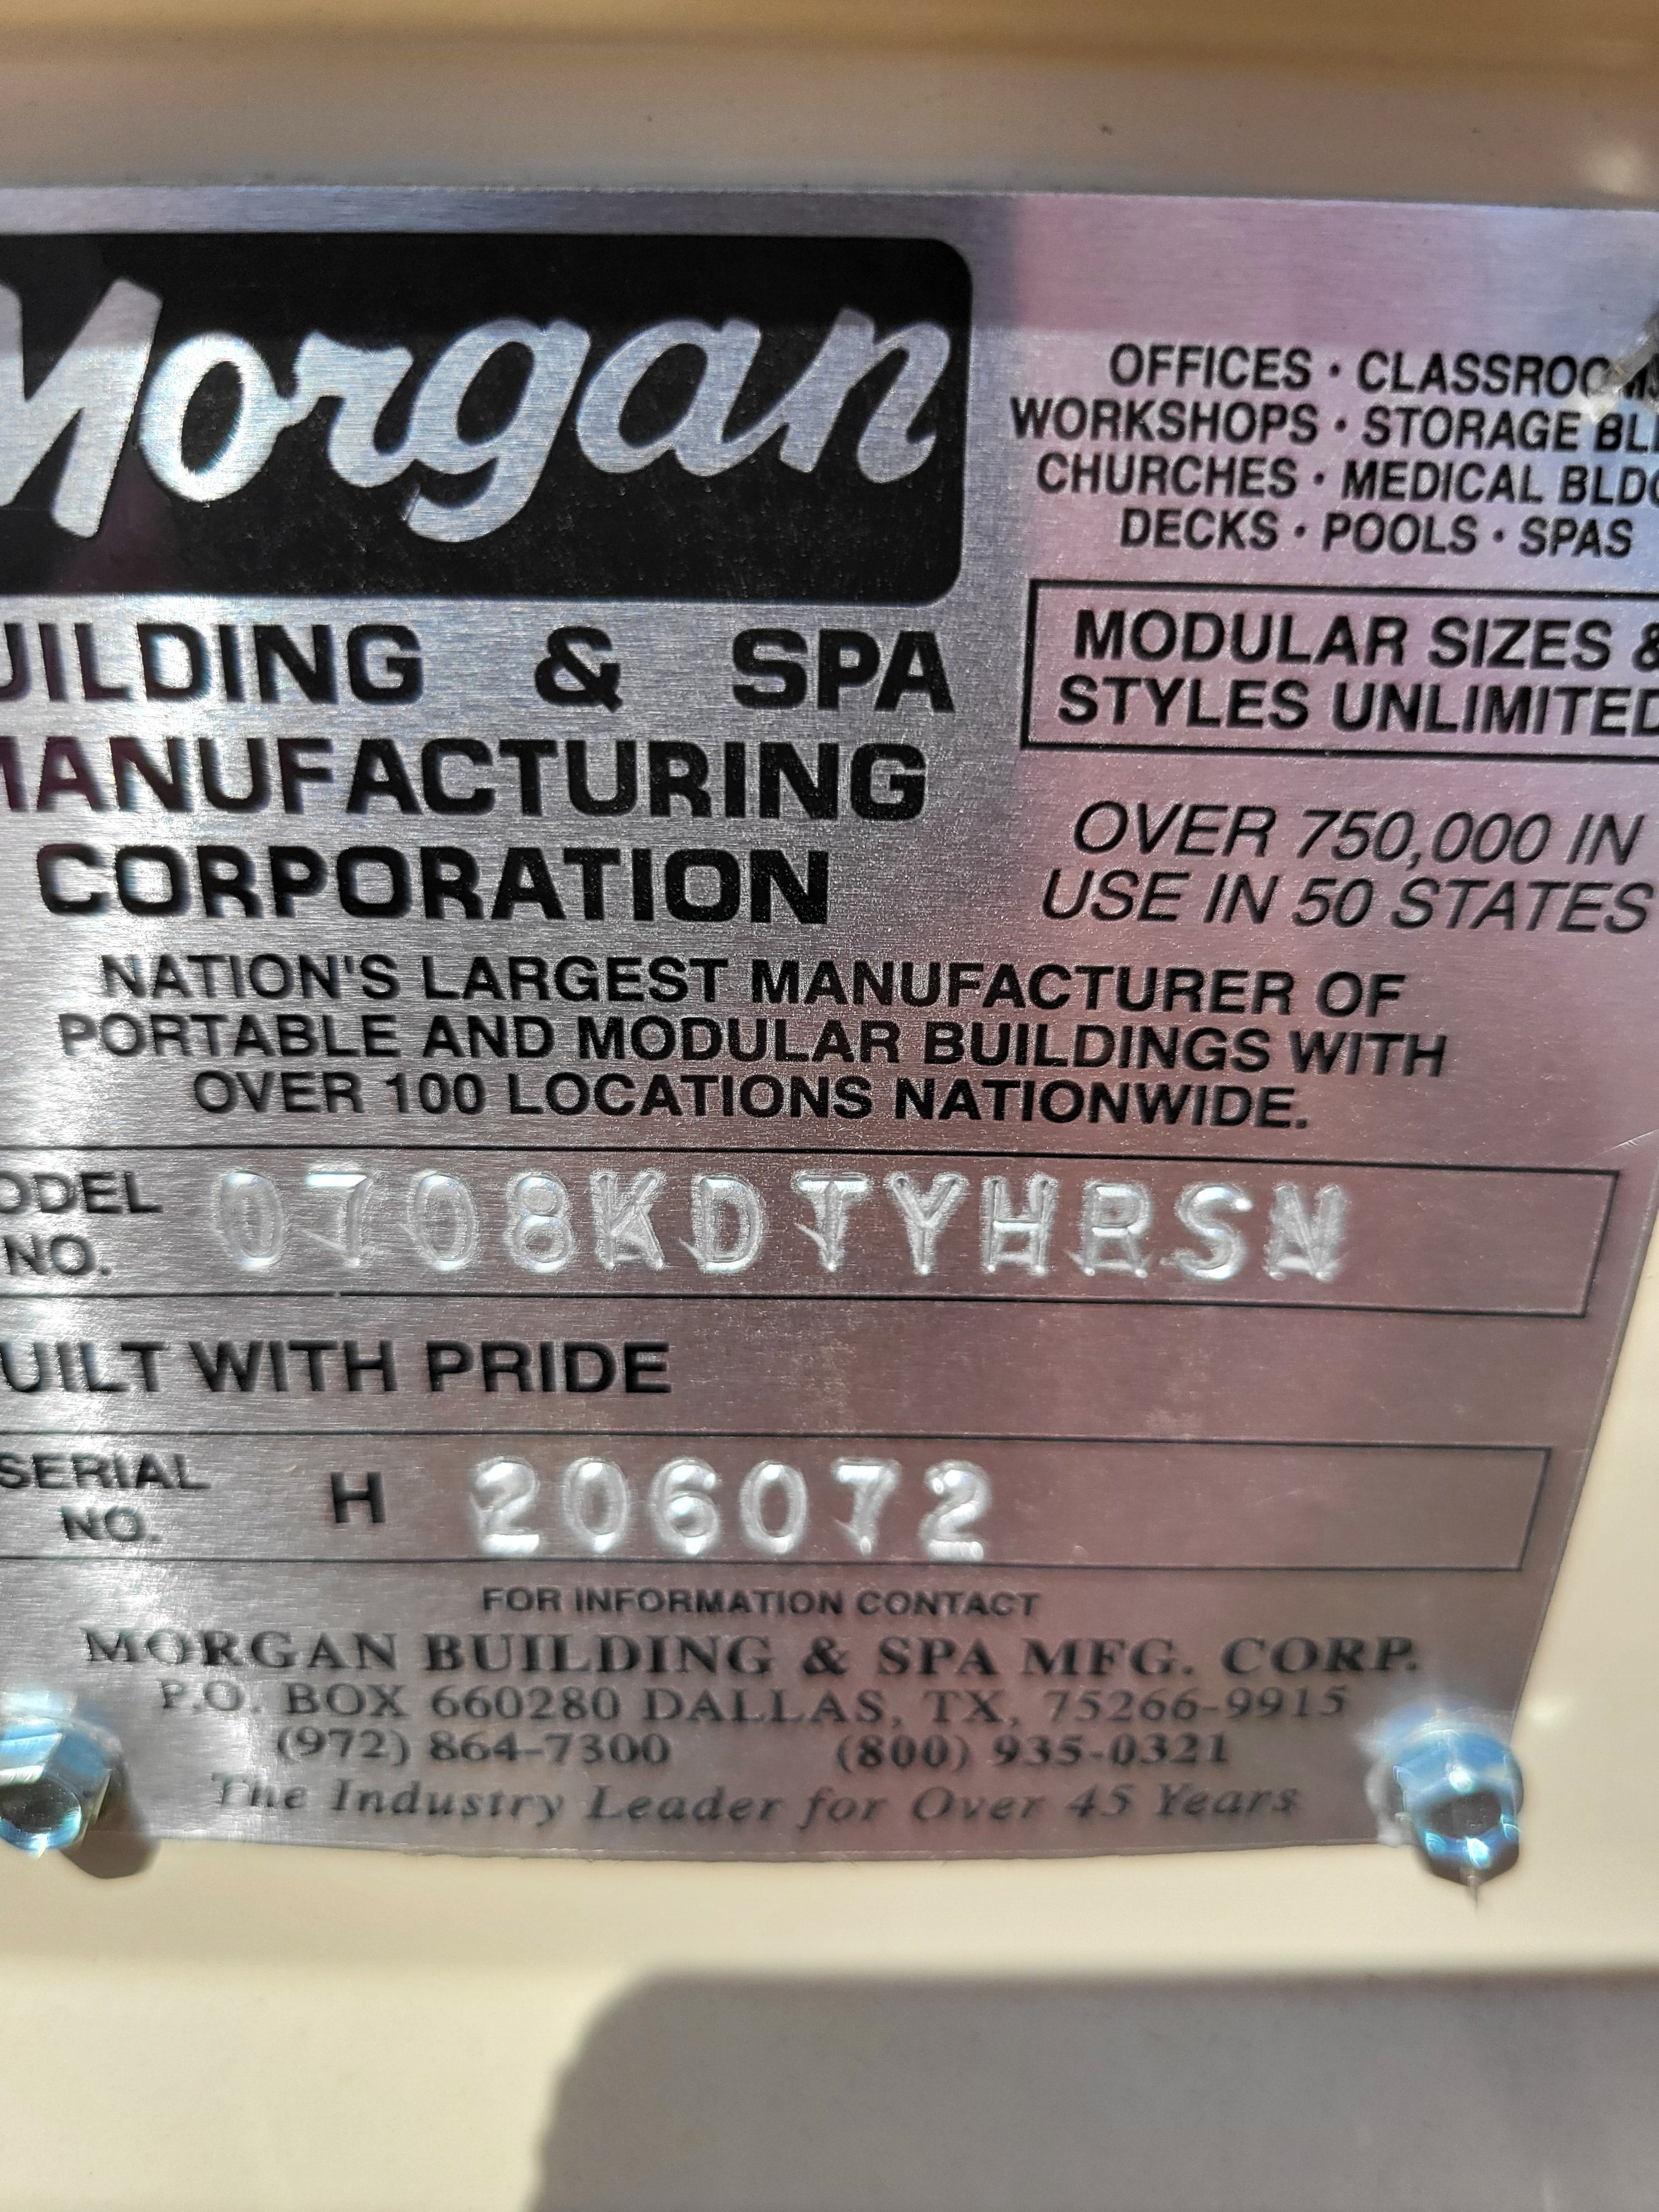 Morgan
OFFICES · CLASSROOMS
WORKSHOPS · STORAGE BL
CHURCHES · MEDICAL BLDG
DECKS · POOLS · SPAS
MODULAR SIZES &
STYLES UNLIMITED
OVER 750,000 IN
USE IN 50 STATES
UILDING & SPA
MANUFACTURING
CORPORATION
NATION'S LARGEST MANUFACTURER OF
PORTABLE AND MODULAR BUILDINGS WITH
OVER 100 LOCATIONS NATIONWIDE.
ODEL NO. 0708KDTYHRSN
UILT WITH PRIDE
SERIAL NO. H 206072
FOR INFORMATION CONTACT
MORGAN BUILDING & SPA MFG. CORP.
P.O. BOX 660280 DALLAS, TX, 75266-9915
(972) 864-7300 (800) 935-0321
The Industry Leader for Over 45 Years